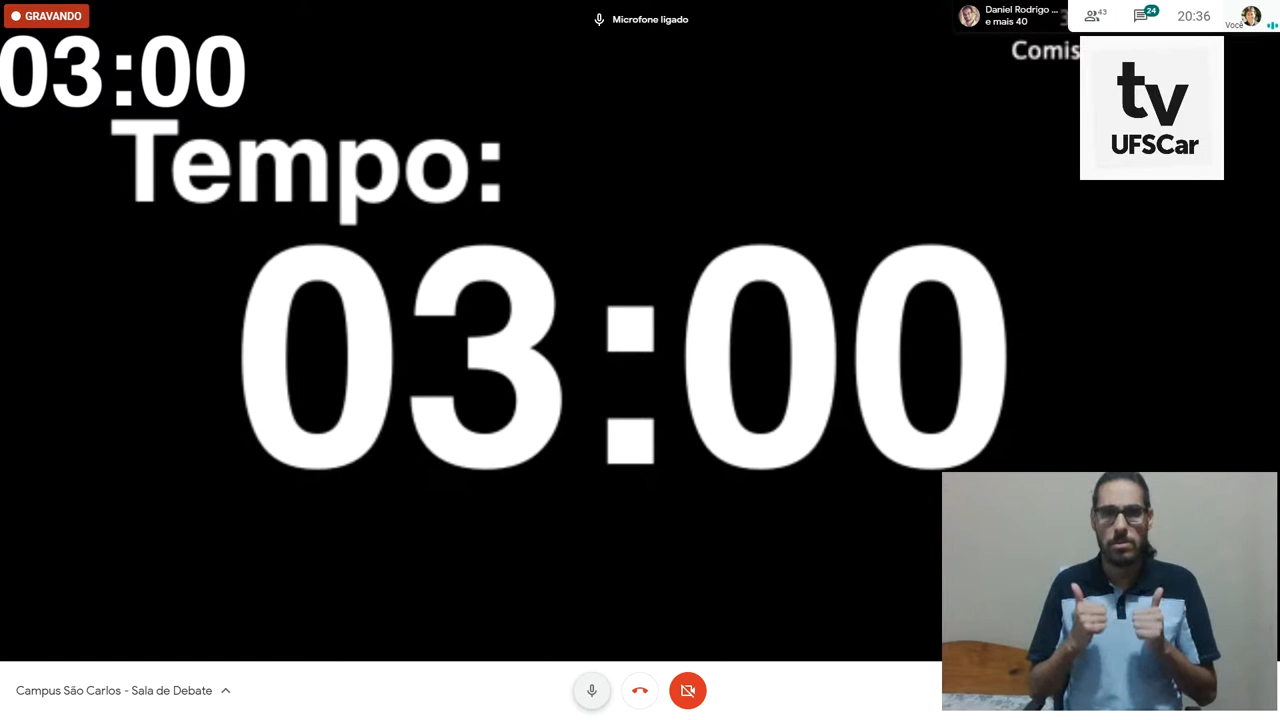 GRAVANDO
Microfone ligado
Daniel Rodrigo ...
e mais 40
43
24
20:36
Você
03:00
Comis
tv
UFSCar
Tempo:
03:00
Campus São Carlos - Sala de Debate